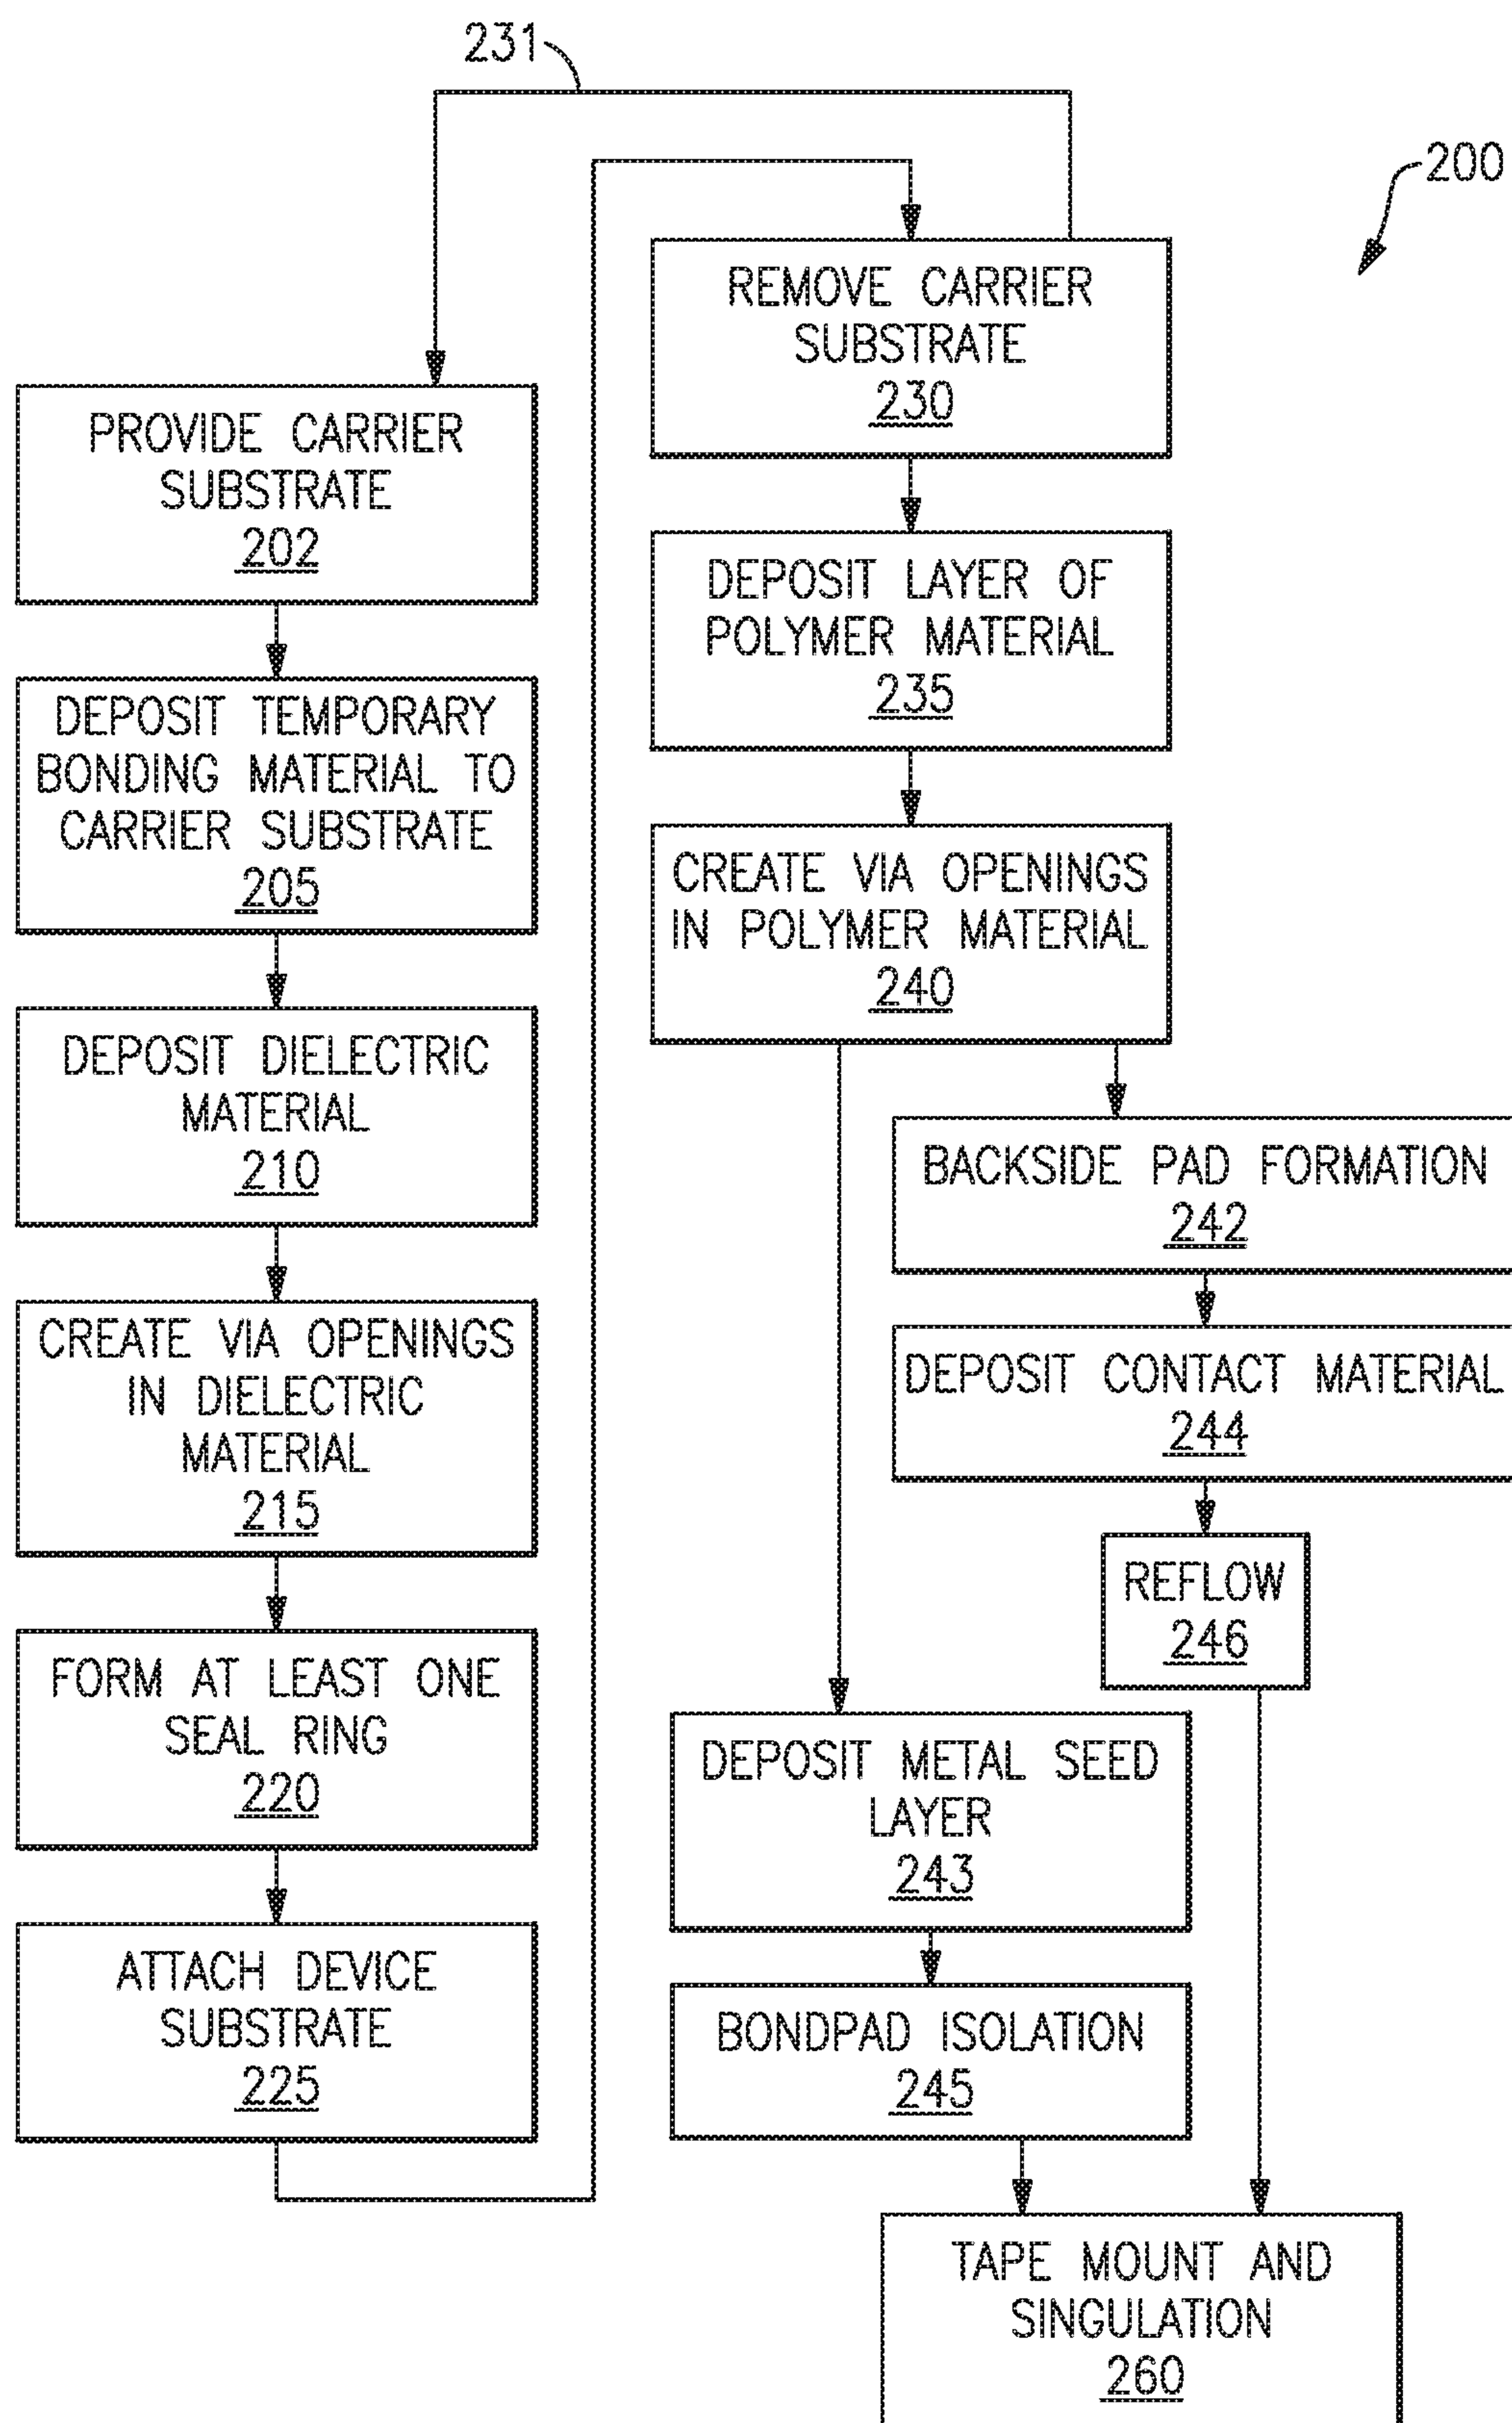 231
200
PROVIDE CARRIER
SUBSTRATE
202
DEPOSIT TEMPORARY
BONDING MATERIAL TO
CARRIER SUBSTRATE
205
DEPOSIT DIELECTRIC
MATERIAL
210
CREATE VIA OPENINGS
IN DIELECTRIC
MATERIAL
215
FORM AT LEAST ONE
SEAL RING
220
ATTACH DEVICE
SUBSTRATE
225
REMOVE CARRIER
SUBSTRATE
230
DEPOSIT LAYER OF
POLYMER MATERIAL
235
CREATE VIA OPENINGS
IN POLYMER MATERIAL
240
BACKSIDE PAD FORMATION
242
DEPOSIT CONTACT MATERIAL
244
REFLOW
246
DEPOSIT METAL SEED
LAYER
243
BONDPAD ISOLATION
245
TAPE MOUNT AND
SINGULATION
260